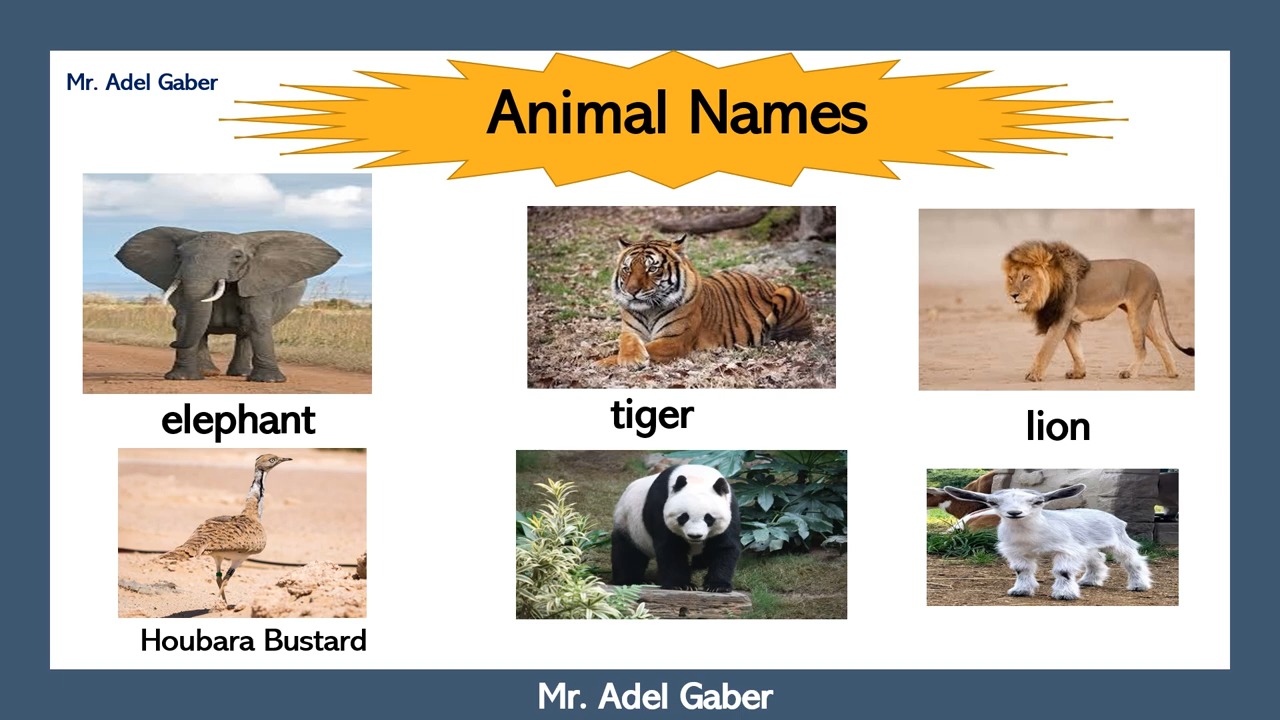 Mr. Adel Gaber
Animal Names
elephant
tiger
lion
Houbara Bustard
Mr. Adel Gaber